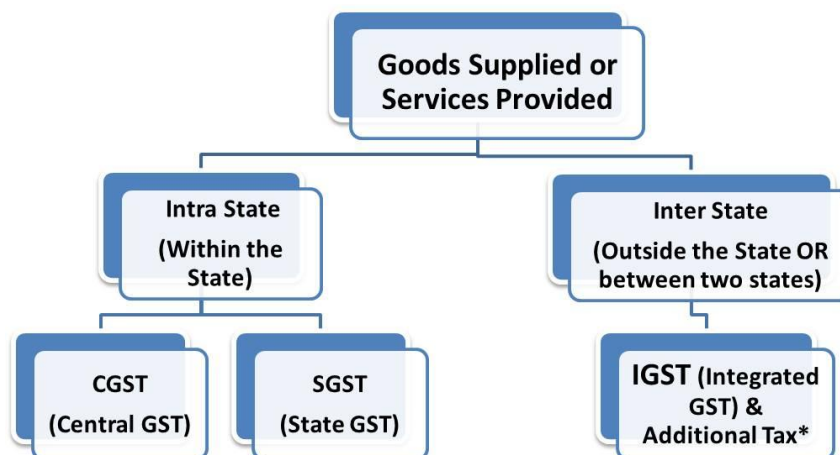 Goods Supplied or
Services Provided
Intra State
(Within the
State)
Inter State
(Outside the State OR
between two states)
CGST
(Central GST)
SGST
(State GST)
IGST (Integrated
GST) &
Additional Tax*